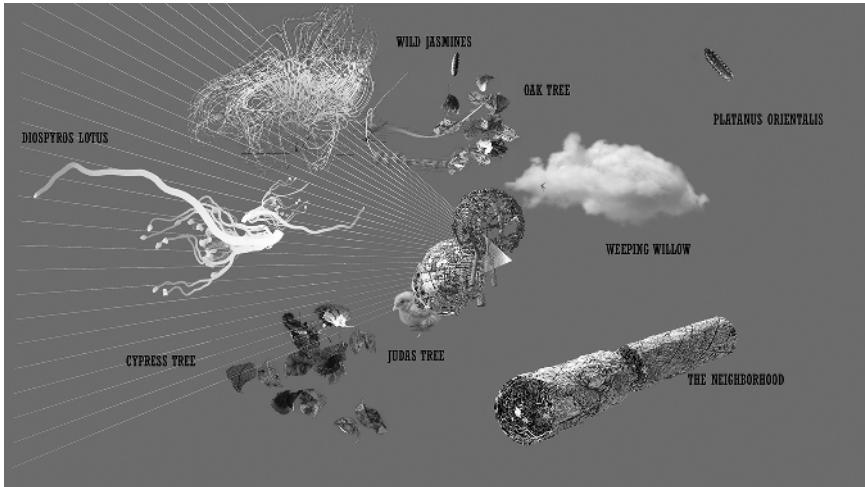 WILD JASMINES
OAK TREE
PLATANUS ORIENTALIS
DIOSPYROS LOTUS
WEEPING WILLOW
CYPRESS TREE
JUDAS TREE
THE NEIGHBORHOOD